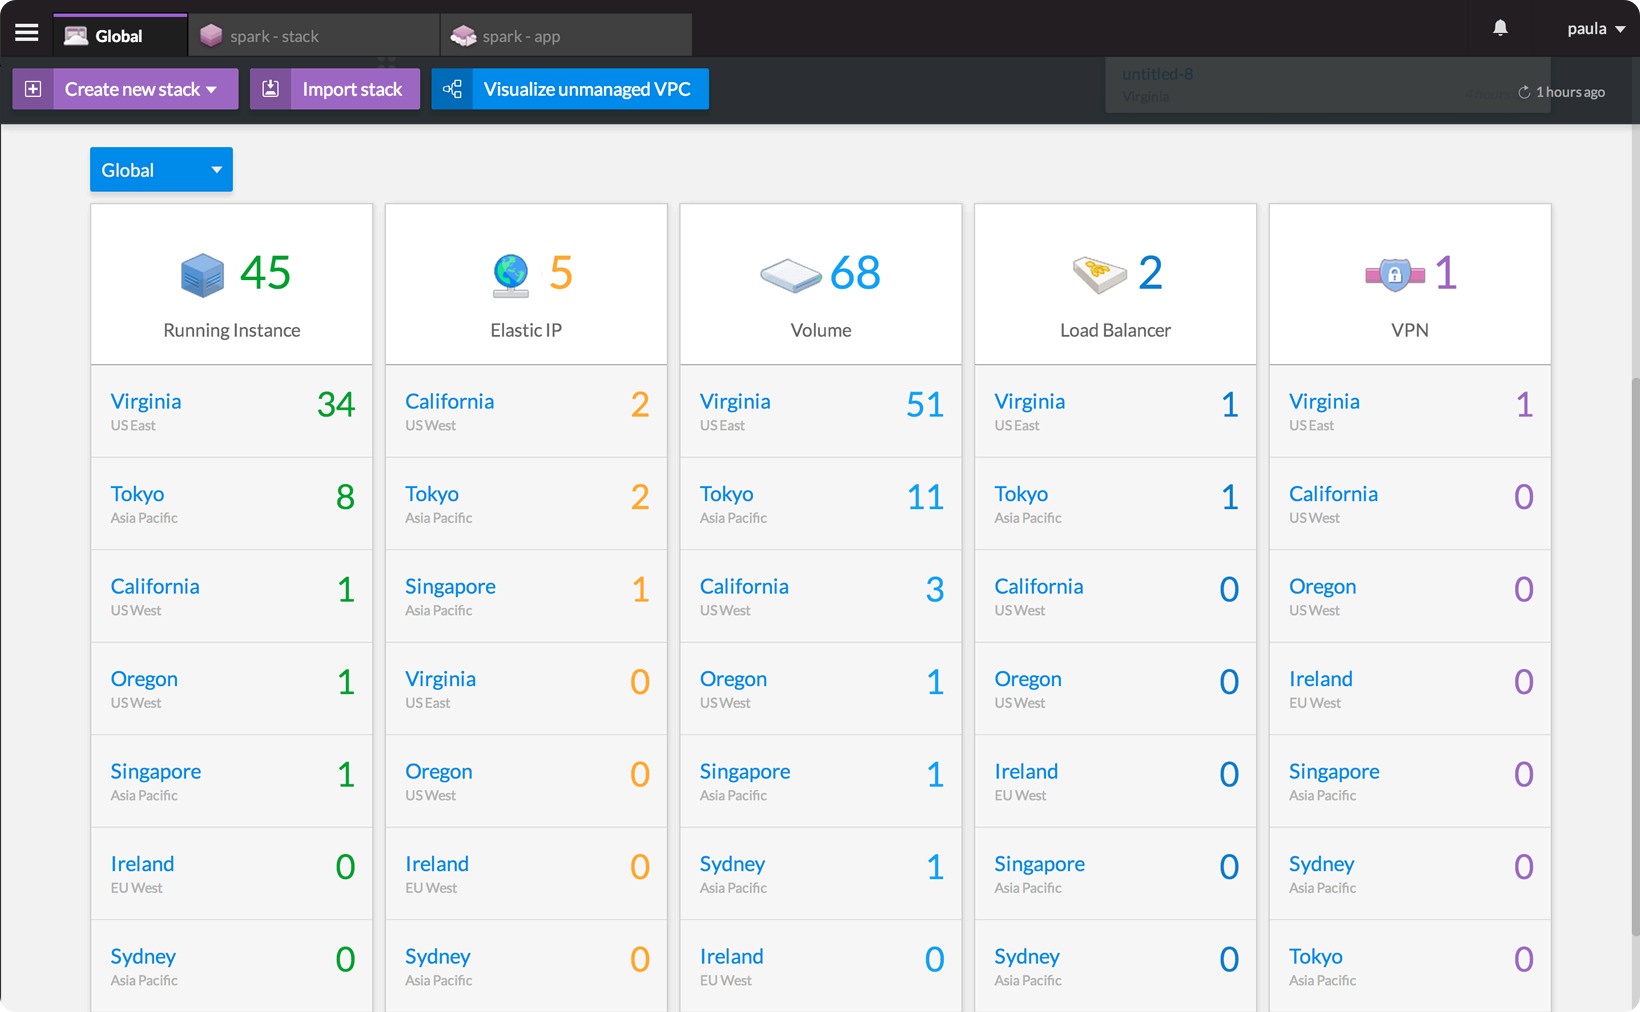 Global
spark - stack
spark - app
paula
Create new stack
Import stack
Visualize unmanaged VPC
untitled-8
Virginia
1 hours ago
Global
45
Running Instance
5
Elastic IP
68
Volume
2
Load Balancer
1
VPN
Virginia 34
US East
Tokyo 8
Asia Pacific
California 1
US West
Oregon 1
US West
Singapore 1
Asia Pacific
Ireland 0
EU West
Sydney 0
Asia Pacific
California 2
US West
Tokyo 2
Asia Pacific
Singapore 1
Asia Pacific
Virginia 0
US East
Oregon 0
US West
Ireland 0
EU West
Sydney 0
Asia Pacific
Virginia 51
US East
Tokyo 11
Asia Pacific
California 3
US West
Oregon 1
US West
Singapore 1
Asia Pacific
Sydney 1
Asia Pacific
Ireland 0
EU West
Virginia 1
US East
Tokyo 1
Asia Pacific
California 0
US West
Oregon 0
US West
Ireland 0
EU West
Singapore 0
Asia Pacific
Sydney 0
Asia Pacific
Virginia 1
US East
California 0
US West
Oregon 0
US West
Ireland 0
EU West
Singapore 0
Asia Pacific
Sydney 0
Asia Pacific
Tokyo 0
Asia Pacific